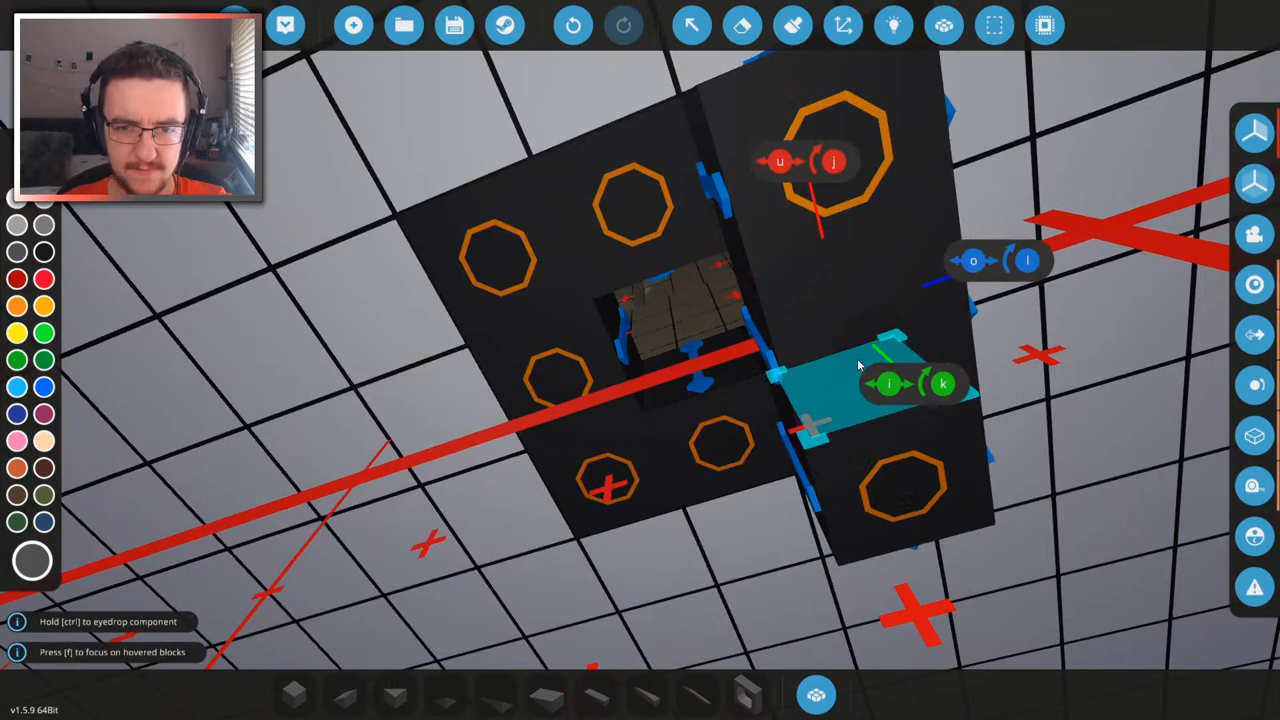 u j
o l
i k
Hold [ctrl] to eyedrop component
Press [f] to focus on hovered blocks
v1.5.9 64Bit